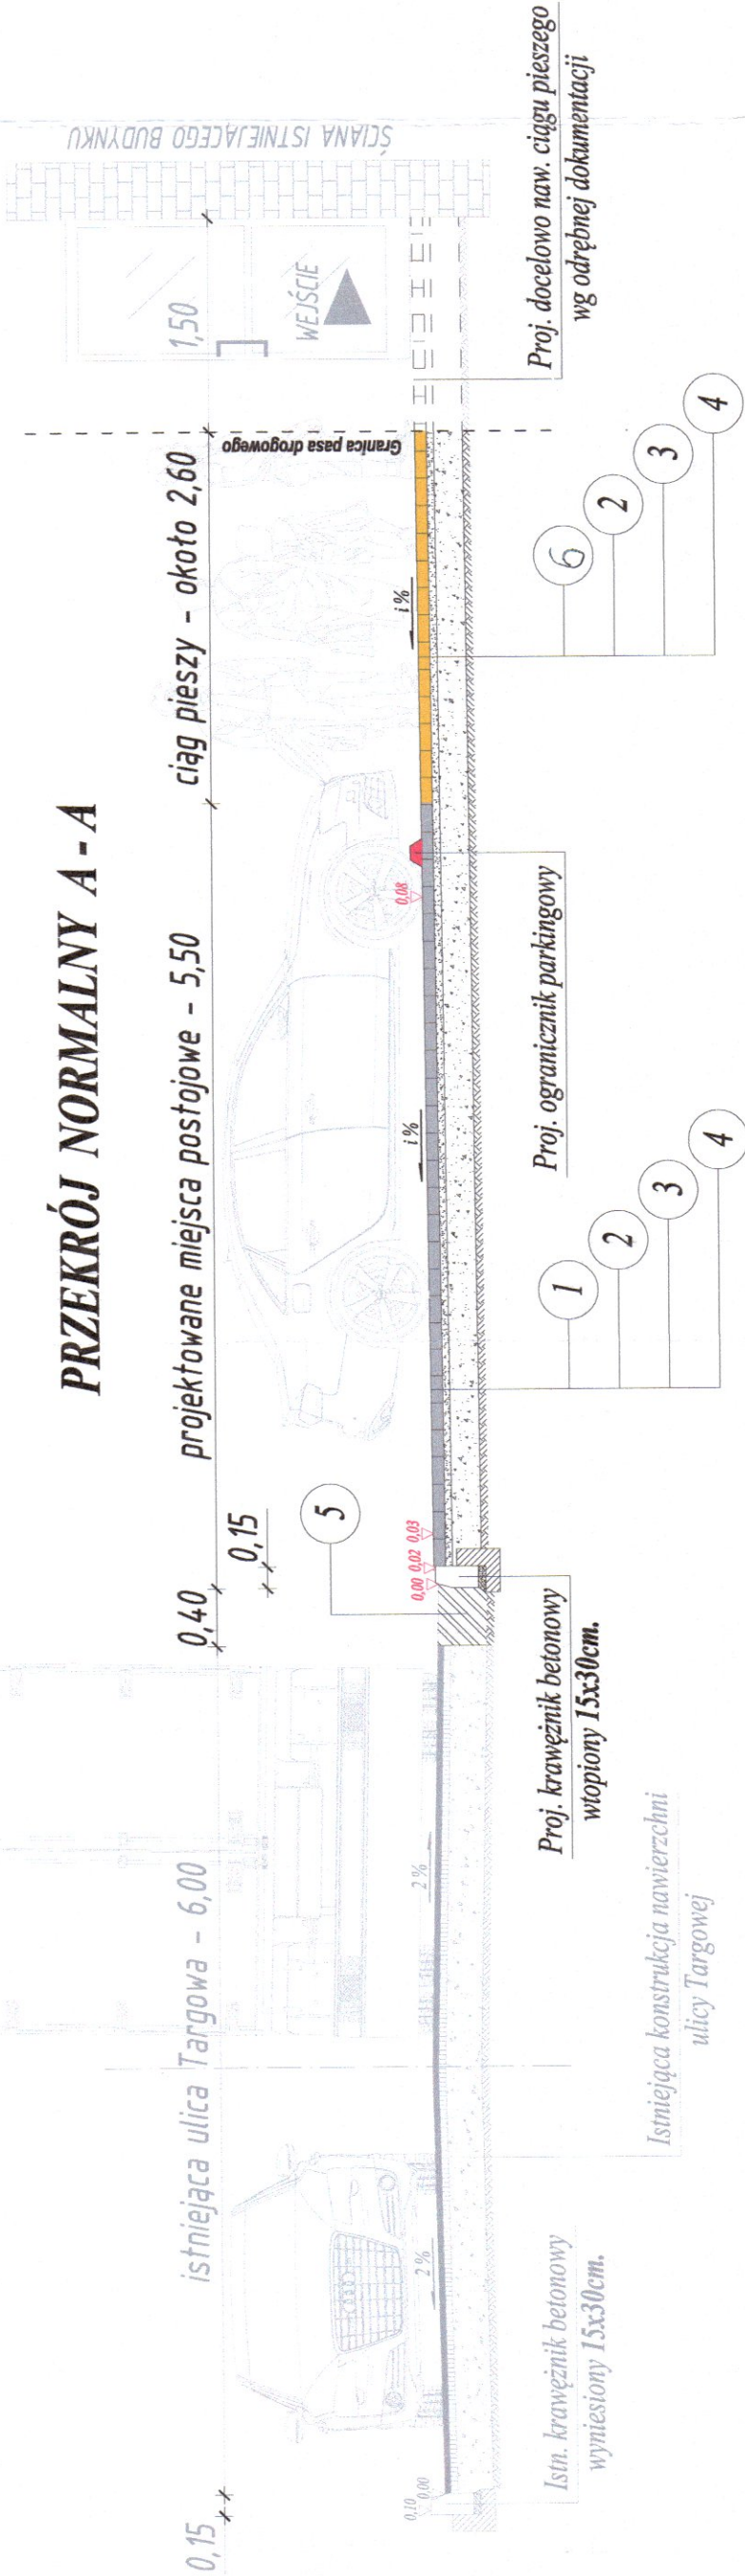 PRZEKRÓJ NORMALNY A - A
0,15
istniejąca ulica Targowa - 6,00
0,40
0,15
projektowane miejsca postojowe - 5,50
ciąg pieszy - około 2,60
1,50
ŚCIANA ISTNIEJĄCEGO BUDYNKU
WEJŚCIE
Granica pasa drogowego
0,10
0,00
2 %
2 %
0,00
0,02
0,03
i %
0,08
i %
5
1
2
3
4
6
2
3
4
Istn. krawężnik betonowy
wyniesiony 15x30cm.
Istniejąca konstrukcja nawierzchni
ulicy Targowej
Proj. krawężnik betonowy
wtopiony 15x30cm.
Proj. ogranicznik parkingowy
Proj. docelowo naw. ciągu pieszego
wg odrębnej dokumentacji